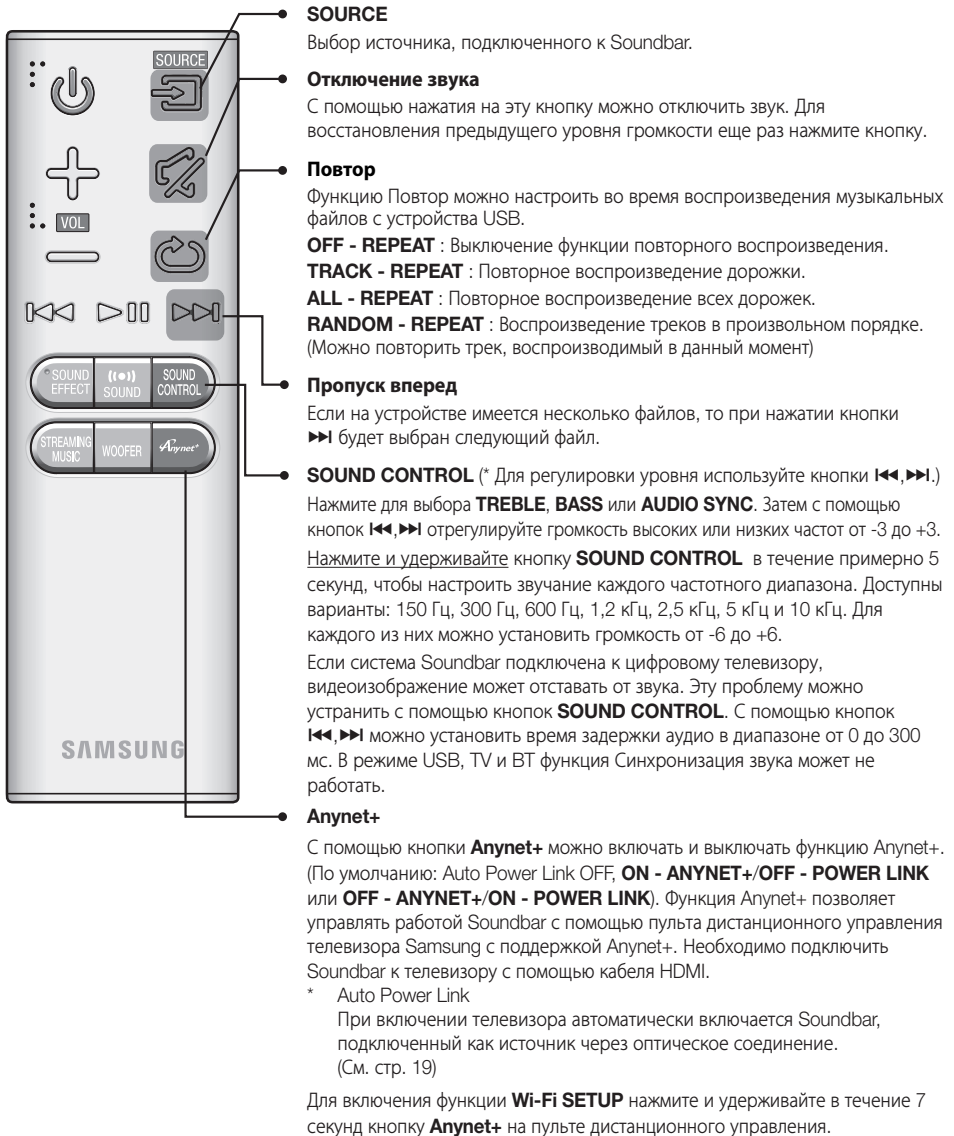 SOURCE
Выбор источника, подключенного к Soundbar.
Отключение звука
С помощью нажатия на эту кнопку можно отключить звук. Для
восстановления предыдущего уровня громкости еще раз нажмите кнопку.
Повтор
Функцию Повтор можно настроить во время воспроизведения музыкальных
файлов с устройства USB.
OFF - REPEAT : Выключение функции повторного воспроизведения.
TRACK - REPEAT : Повторное воспроизведение дорожки.
ALL - REPEAT : Повторное воспроизведение всех дорожек.
RANDOM - REPEAT : Воспроизведение треков в произвольном порядке.
(Можно повторить трек, воспроизводимый в данный момент)
Пропуск вперед
Если на устройстве имеется несколько файлов, то при нажатии кнопки
▶▶I будет выбран следующий файл.
SOUND CONTROL (* Для регулировки уровня используйте кнопки I◀◀,▶▶I.)
Нажмите для выбора TREBLE, BASS или AUDIO SYNC. Затем с помощью
кнопок I◀◀,▶▶I отрегулируйте громкость высоких или низких частот от -3 до +3.
Нажмите и удерживайте кнопку SOUND CONTROL в течение примерно 5
секунд, чтобы настроить звучание каждого частотного диапазона. Доступны
варианты: 150 Гц, 300 Гц, 600 Гц, 1,2 кГц, 2,5 кГц, 5 кГц и 10 кГц. Для
каждого из них можно установить громкость от -6 до +6.
Если система Soundbar подключена к цифровому телевизору,
видеоизображение может отставать от звука. Эту проблему можно
устранить с помощью кнопок SOUND CONTROL. С помощью кнопок
I◀◀,▶▶I можно установить время задержки аудио в диапазоне от 0 до 300
мс. В режиме USB, TV и BT функция Синхронизация звука может не
работать.
Anynet+
С помощью кнопки Anynet+ можно включать и выключать функцию Anynet+.
(По умолчанию: Auto Power Link OFF, ON - ANYNET+/OFF - POWER LINK
или OFF - ANYNET+/ON - POWER LINK). Функция Anynet+ позволяет
управлять работой Soundbar с помощью пульта дистанционного управления
телевизора Samsung с поддержкой Anynet+. Необходимо подключить
Soundbar к телевизору с помощью кабеля HDMI.
* Auto Power Link
При включении телевизора автоматически включается Soundbar,
подключенный как источник через оптическое соединение.
(См. стр. 19)
Для включения функции Wi-Fi SETUP нажмите и удерживайте в течение 7
секунд кнопку Anynet+ на пульте дистанционного управления.
SOURCE
VOL
SOUND
EFFECT
SOUND
SOUND
CONTROL
STREAMING
MUSIC
WOOFER
Anynet+
SAMSUNG